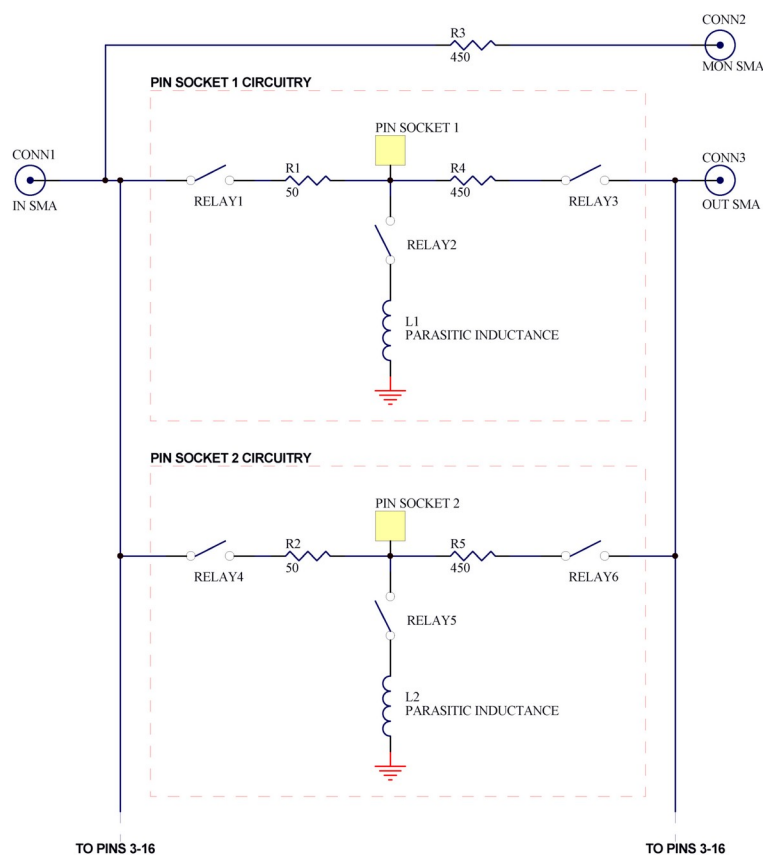 CONN2
R3
450
MON SMA
PIN SOCKET 1 CIRCUITRY
PIN SOCKET 1
CONN1
R1
R4
CONN3
IN SMA
50
450
OUT SMA
RELAY1
RELAY3
RELAY2
L1
PARASITIC INDUCTANCE
PIN SOCKET 2 CIRCUITRY
PIN SOCKET 2
R2
R5
50
450
RELAY4
RELAY6
RELAY5
L2
PARASITIC INDUCTANCE
TO PINS 3-16
TO PINS 3-16